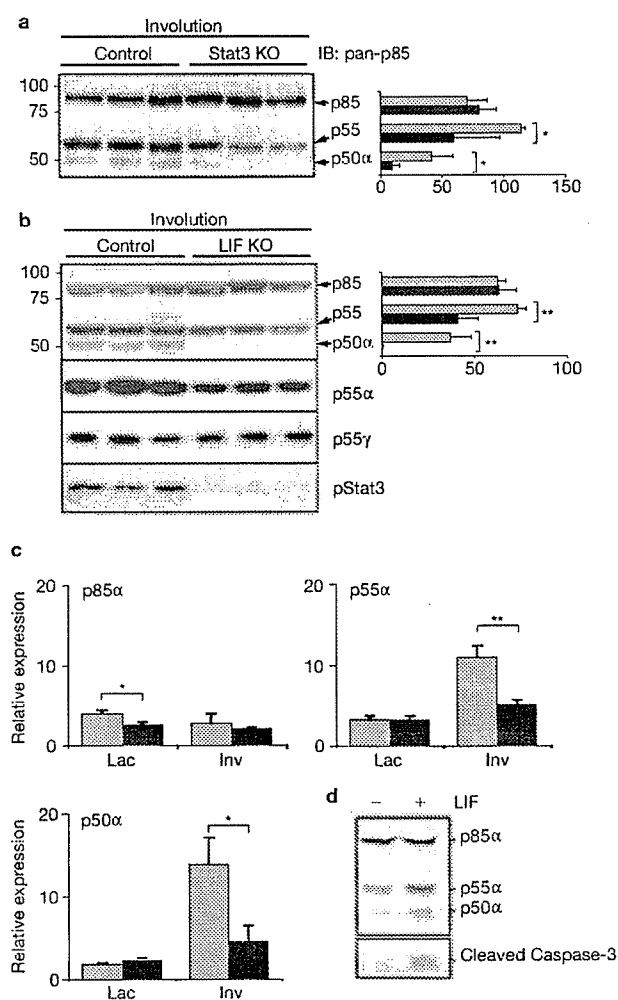 a
Involution
Control Stat3 KO IB: pan-p85
100
75
50
p85
p55
p50α
*
*
0 50 100 150
b
Involution
Control LIF KO
100
75
50
p85
p55
p50α
**
**
0 50 100
p55α
p55γ
pStat3
c
Relative expression
20
10
0
p85α
*
Lac Inv
20
10
0
p55α
**
Lac Inv
Relative expression
20
10
0
p50α
*
Lac Inv
d
− + LIF
p85α
p55α
p50α
Cleaved Caspase-3